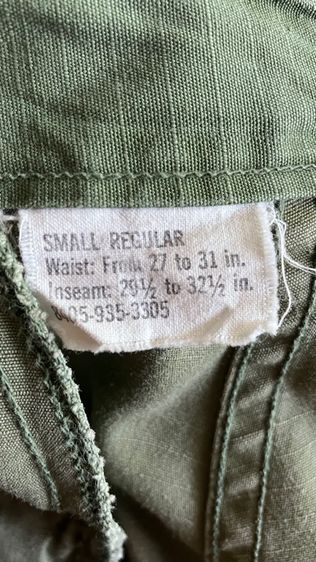 SMALL REGULAR
Waist: From 27 to 31 in.
Inseam: 29½ to 32½ in.
8405-935-3305